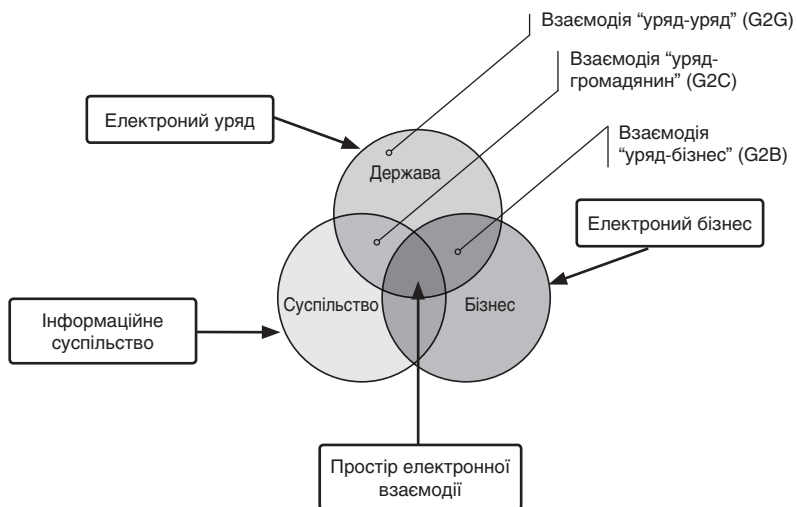 Взаємодія “уряд-уряд” (G2G)
Взаємодія “уряд-
громадянин” (G2C)
Електроний уряд
Взаємодія
“уряд-бізнес” (G2B)
Держава
Електроний бізнес
Суспільство
Бізнес
Інформаційне
суспільство
Простір електронної
взаємодії